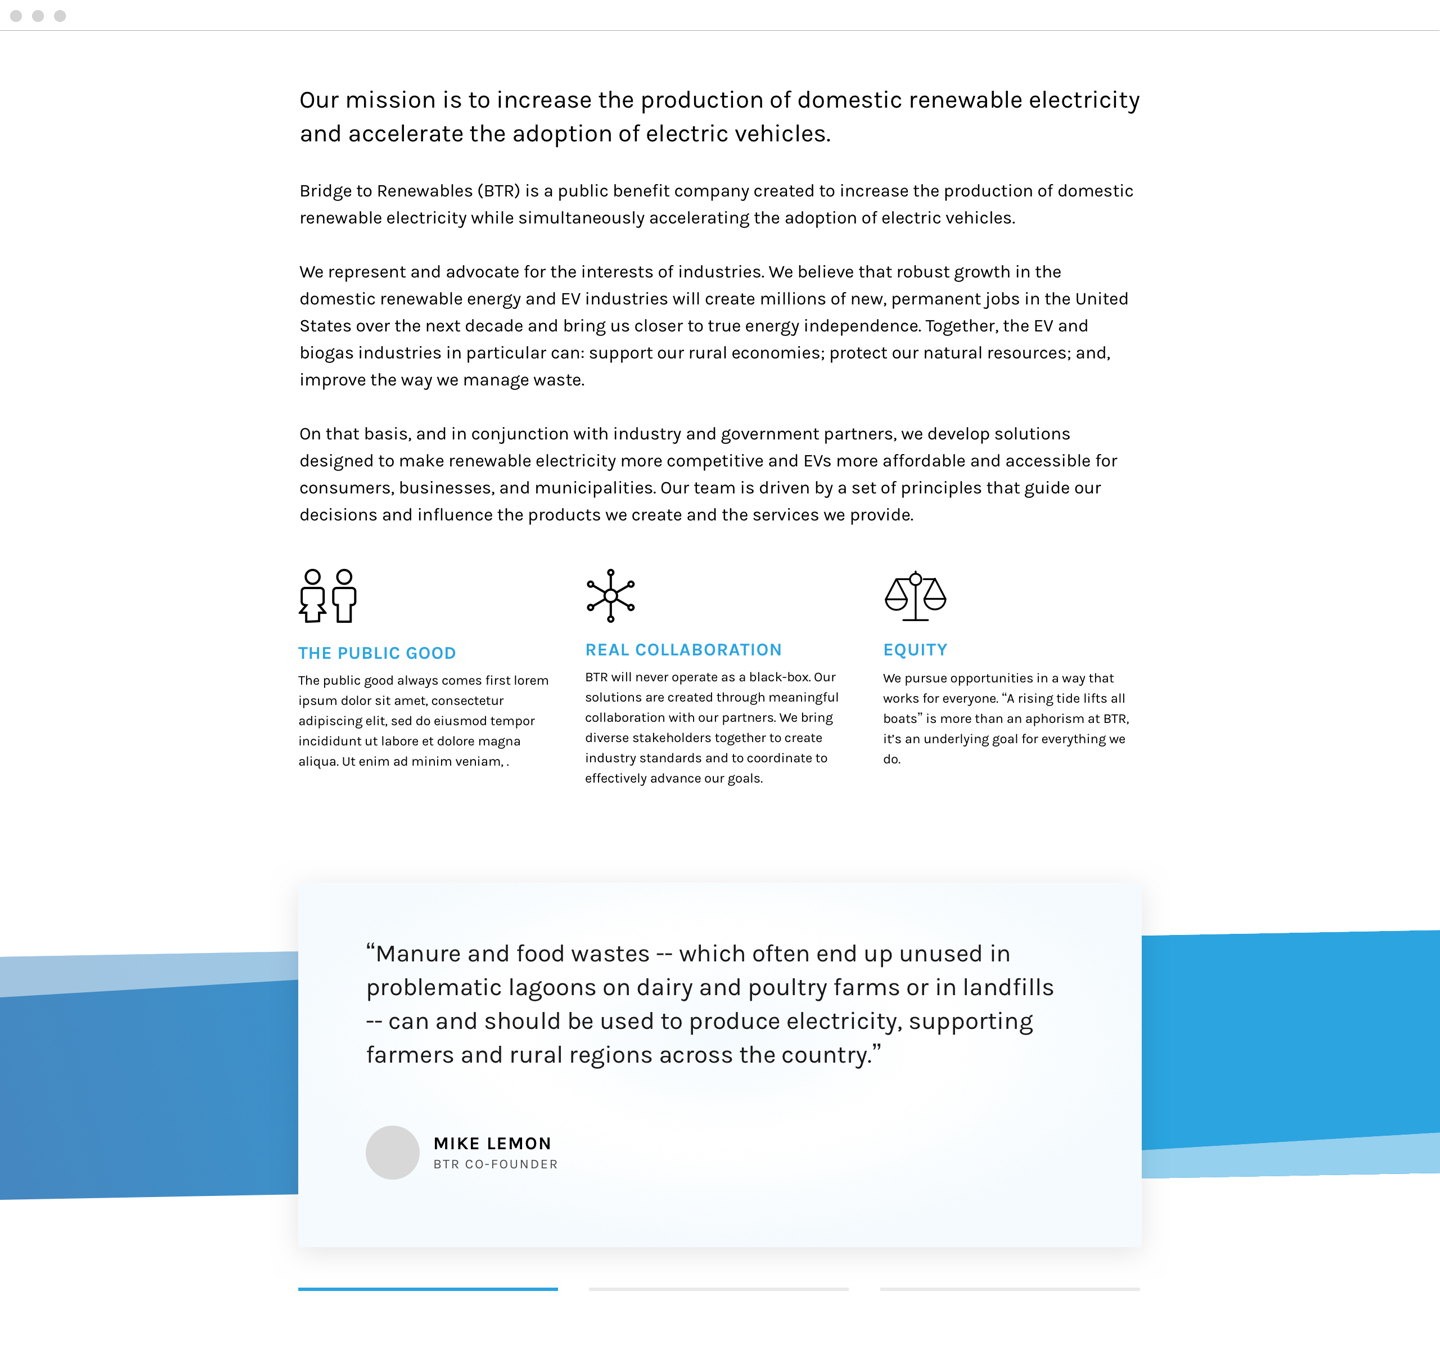 Our mission is to increase the production of domestic renewable electricity
and accelerate the adoption of electric vehicles.
Bridge to Renewables (BTR) is a public benefit company created to increase the production of domestic
renewable electricity while simultaneously accelerating the adoption of electric vehicles.
We represent and advocate for the interests of industries. We believe that robust growth in the
domestic renewable energy and EV industries will create millions of new, permanent jobs in the United
States over the next decade and bring us closer to true energy independence. Together, the EV and
biogas industries in particular can: support our rural economies; protect our natural resources; and,
improve the way we manage waste.
On that basis, and in conjunction with industry and government partners, we develop solutions
designed to make renewable electricity more competitive and EVs more affordable and accessible for
consumers, businesses, and municipalities. Our team is driven by a set of principles that guide our
decisions and influence the products we create and the services we provide.
THE PUBLIC GOOD
The public good always comes first lorem
ipsum dolor sit amet, consectetur
adipiscing elit, sed do eiusmod tempor
incididunt ut labore et dolore magna
aliqua. Ut enim ad minim veniam, .
REAL COLLABORATION
BTR will never operate as a black-box. Our
solutions are created through meaningful
collaboration with our partners. We bring
diverse stakeholders together to create
industry standards and to coordinate to
effectively advance our goals.
EQUITY
We pursue opportunities in a way that
works for everyone. “A rising tide lifts all
boats” is more than an aphorism at BTR,
it’s an underlying goal for everything we
do.
“Manure and food wastes -- which often end up unused in
problematic lagoons on dairy and poultry farms or in landfills
-- can and should be used to produce electricity, supporting
farmers and rural regions across the country.”
MIKE LEMON
BTR CO-FOUNDER